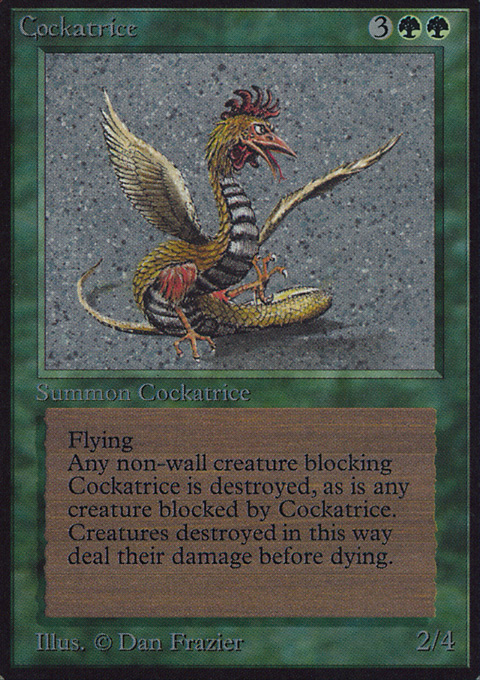 Cockatrice 3
Summon Cockatrice
Flying
Any non-wall creature blocking
Cockatrice is destroyed, as is any
creature blocked by Cockatrice.
Creatures destroyed in this way
deal their damage before dying.
Illus. © Dan Frazier 2/4